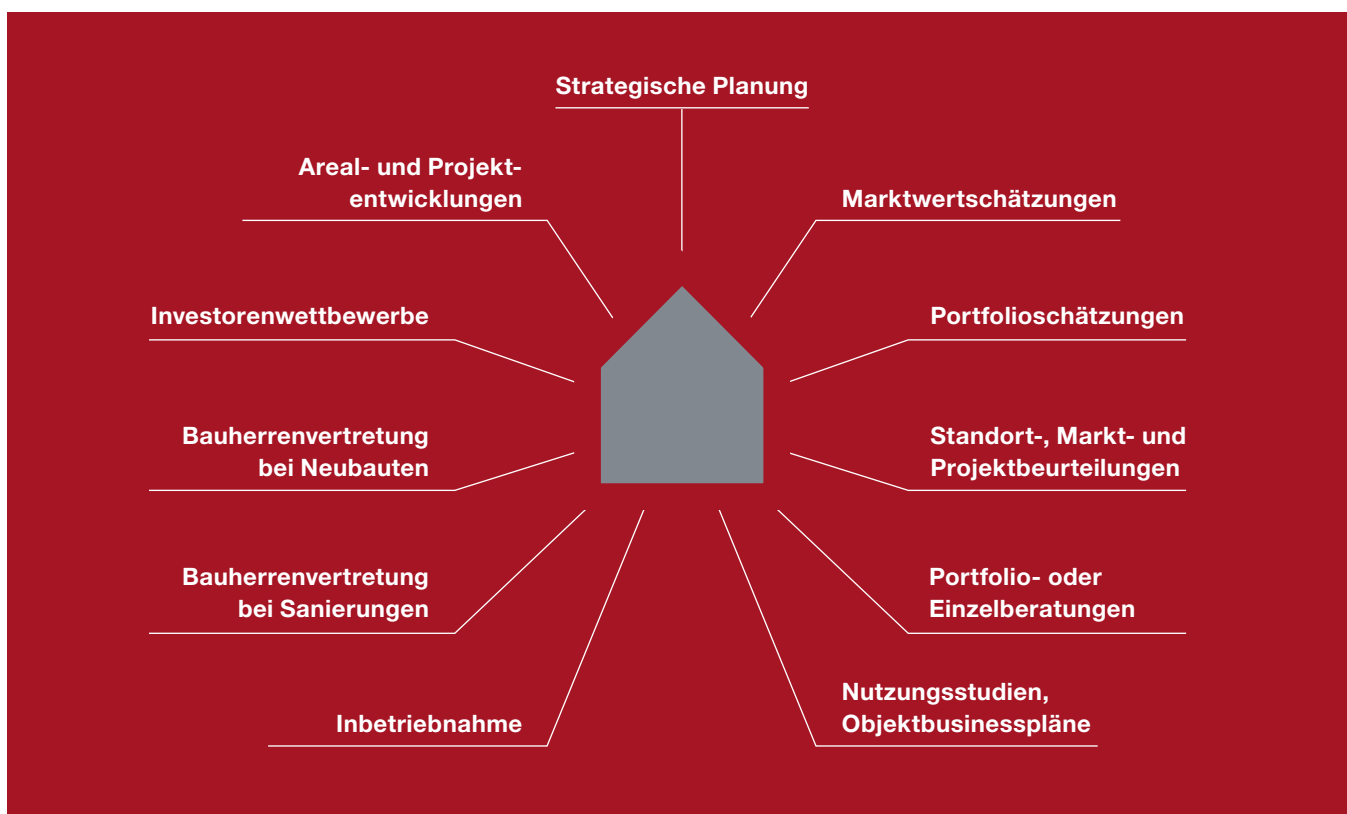 Strategische Planung
Areal- und Projekt-
entwicklungen
Marktwertschätzungen
Investorenwettbewerbe
Portfolioschätzungen
Bauherrenvertretung
bei Neubauten
Standort-, Markt- und
Projektbeurteilungen
Bauherrenvertretung
bei Sanierungen
Portfolio- oder
Einzelberatungen
Inbetriebnahme
Nutzungsstudien,
Objektbusinesspläne